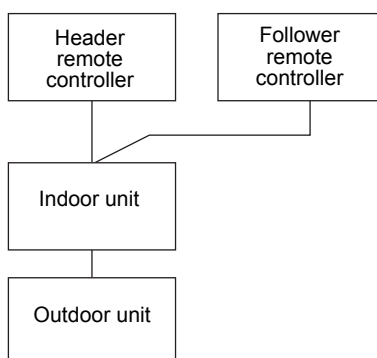 Header
remote
controller
Follower
remote
controller
Indoor unit
Outdoor unit